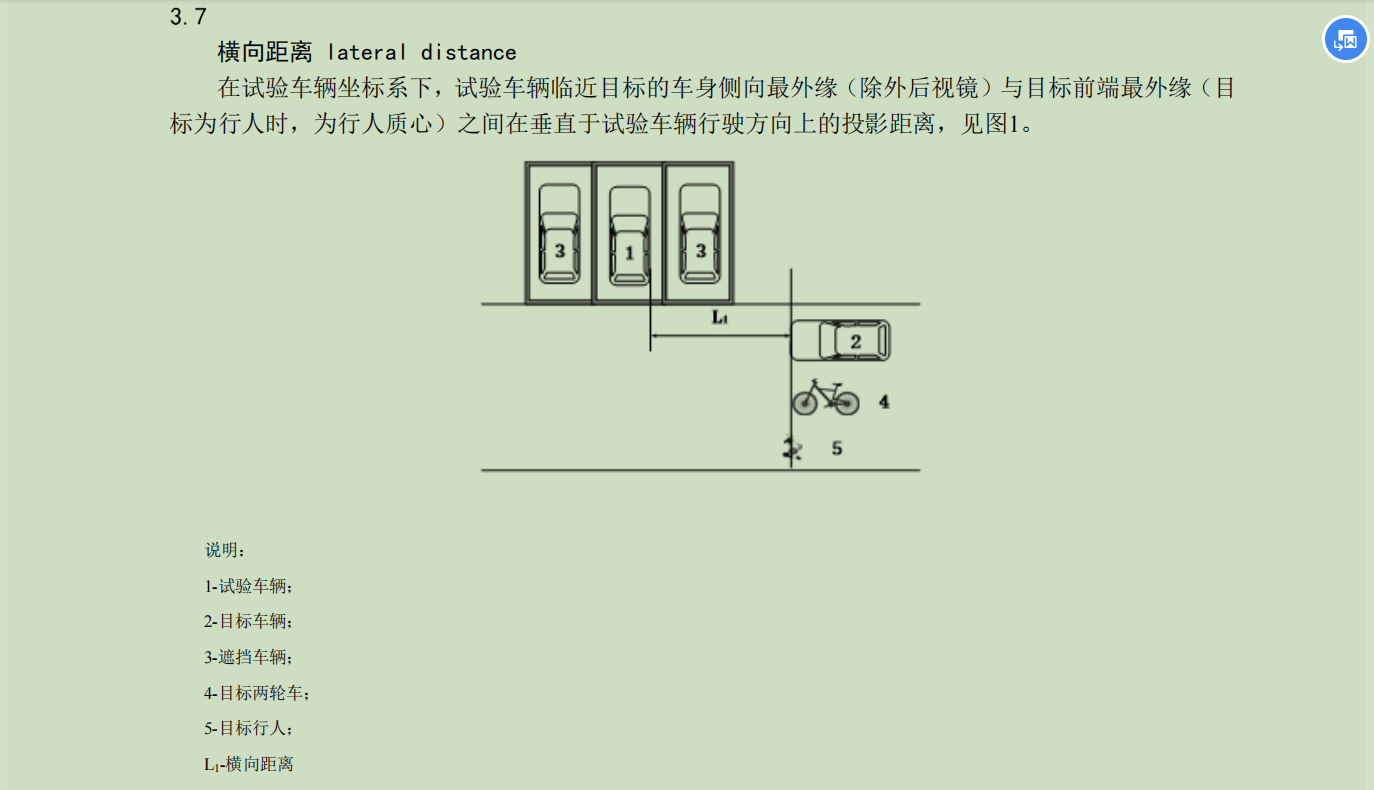 3.7
横向距离 lateral distance
在试验车辆坐标系下，试验车辆临近目标的车身侧向最外缘（除外后视镜）与目标前端最外缘（目
标为行人时，为行人质心）之间在垂直于试验车辆行驶方向上的投影距离，见图1。
3 1 3
L1
2
4
5
说明：
1-试验车辆；
2-目标车辆；
3-遮挡车辆；
4-目标两轮车；
5-目标行人；
L1-横向距离